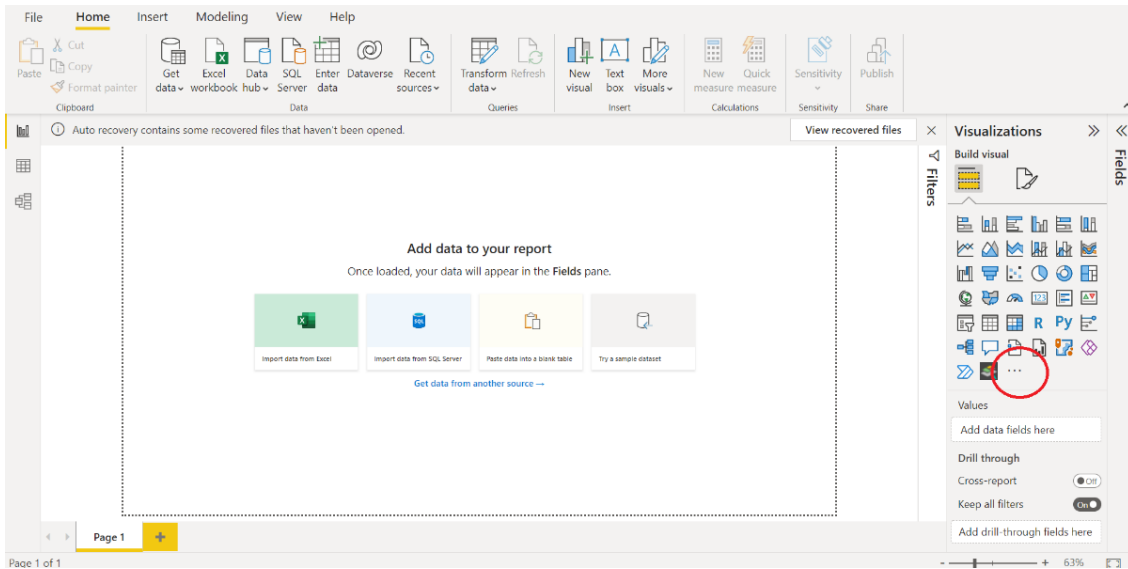 File Home Insert Modeling View Help
Paste
Cut
Copy
Format painter
Clipboard
Get data
Excel workbook
Data hub
SQL Server
Enter data
Dataverse
Recent sources
Data
Transform data
Refresh
Queries
New visual
Text box
More visuals
Insert
New measure
Quick measure
Calculations
Sensitivity
Sensitivity
Publish
Share
Auto recovery contains some recovered files that haven't been opened.
View recovered files
Filters
Visualizations
Build visual
Fields
123
R Py
Values
Add data fields here
Drill through
Cross-report Off
Keep all filters On
Add drill-through fields here
Add data to your report
Once loaded, your data will appear in the Fields pane.
Import data from Excel
SQL
Import data from SQL Server
Paste data into a blank table
Try a sample dataset
Get data from another source →
Page 1
Page 1 of 1
- + 63%